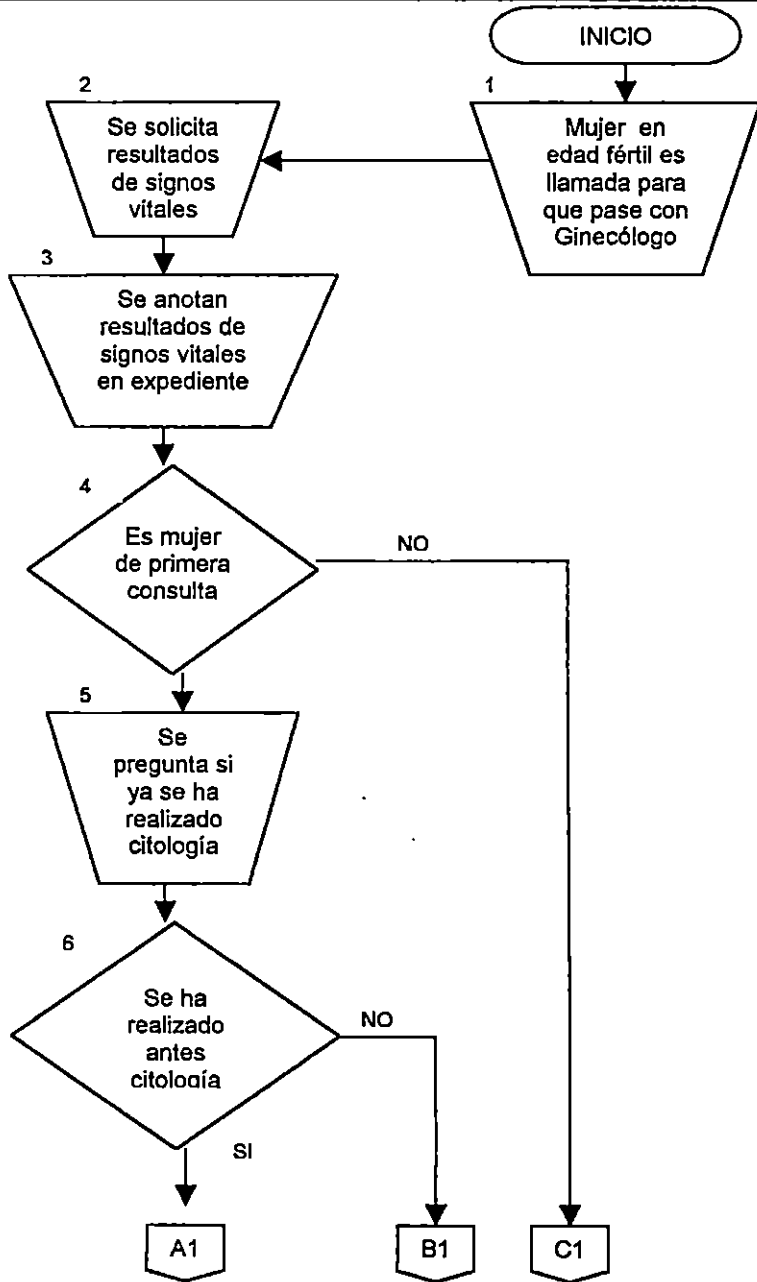 INICIO
1
Mujer en
edad fértil es
llamada para
que pase con
Ginecólogo
2
Se solicita
resultados
de signos
vitales
3
Se anotan
resultados de
signos vitales
en expediente
4
Es mujer
de primera
consulta
NO
5
Se
pregunta si
ya se ha
realizado
citología
6
Se ha
realizado
antes
citología
NO
SI
A1
B1
C1